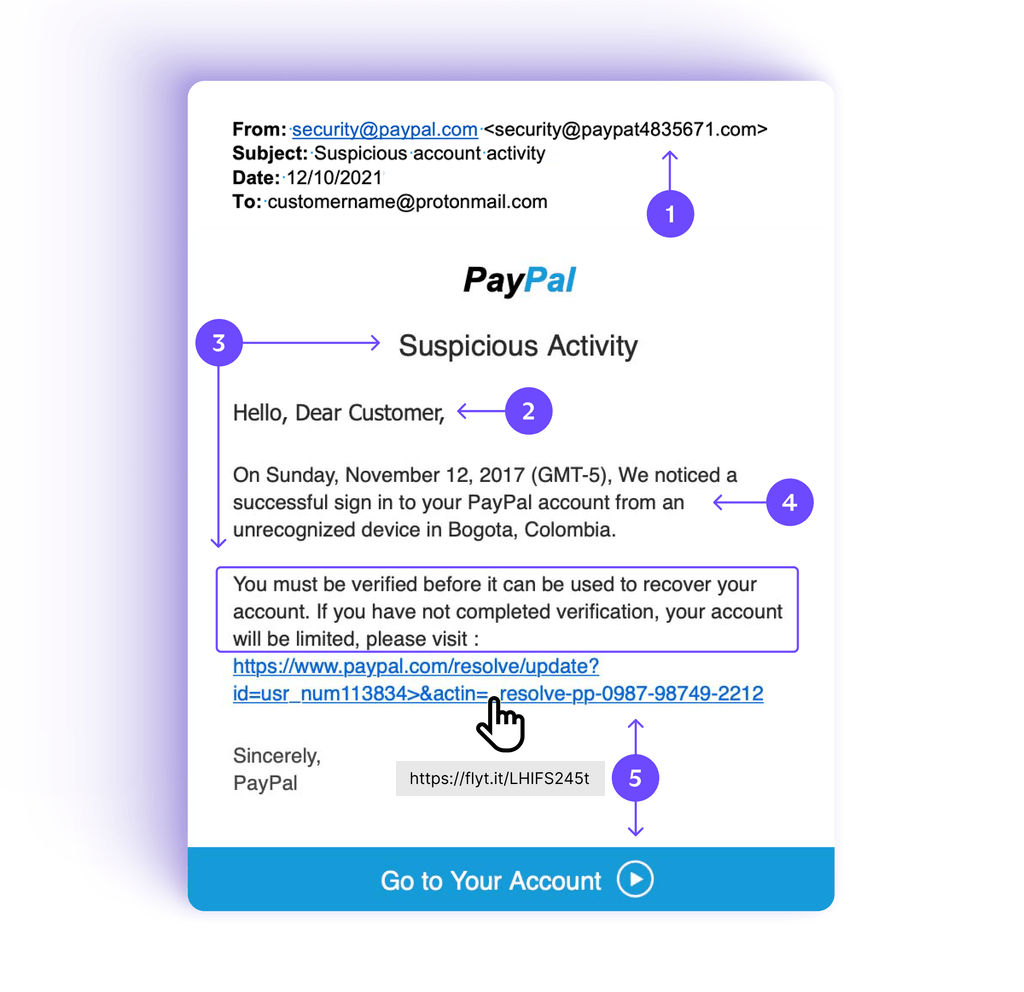 From: security@paypal.com <security@paypat4835671.com>
Subject: Suspicious account activity
Date: 12/10/2021
To: customername@protonmail.com
1
PayPal
3
Suspicious Activity
Hello, Dear Customer,
2
On Sunday, November 12, 2017 (GMT-5), We noticed a
successful sign in to your PayPal account from an
4
unrecognized device in Bogota, Colombia.
You must be verified before it can be used to recover your
account. If you have not completed verification, your account
will be limited, please visit :
https://www.paypal.com/resolve/update?
id=usr_num113834>&actin=_resolve-pp-0987-98749-2212
Sincerely,
PayPal
https://flyt.it/LHIFS245t
5
Go to Your Account